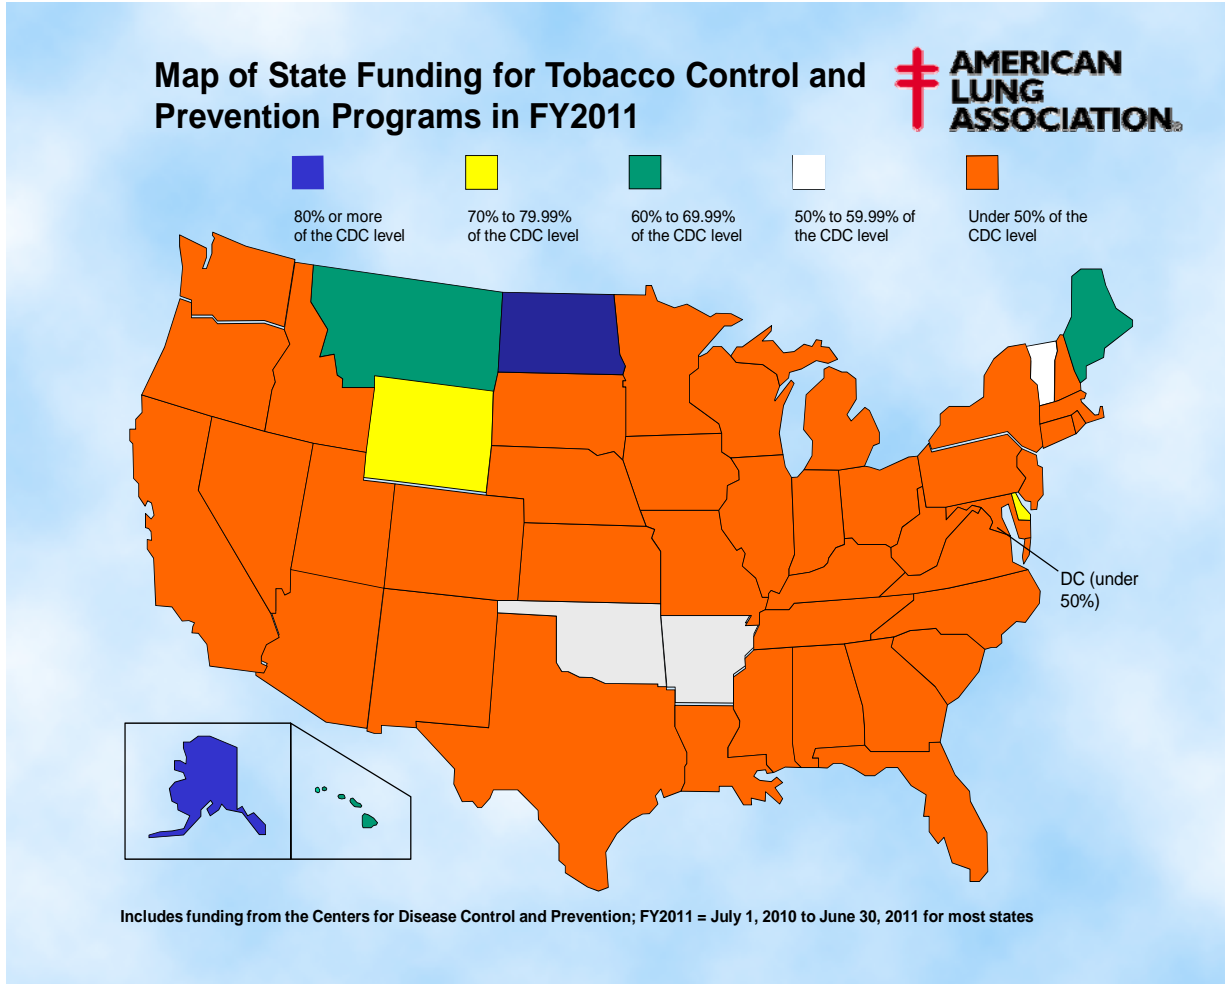 Map of State Funding for Tobacco Control and
Prevention Programs in FY2011
AMERICAN
LUNG
ASSOCIATION®
80% or more
of the CDC level
70% to 79.99%
of the CDC level
60% to 69.99%
of the CDC level
50% to 59.99% of
the CDC level
Under 50% of the
CDC level
DC (under
50%)
Includes funding from the Centers for Disease Control and Prevention; FY2011 = July 1, 2010 to June 30, 2011 for most states